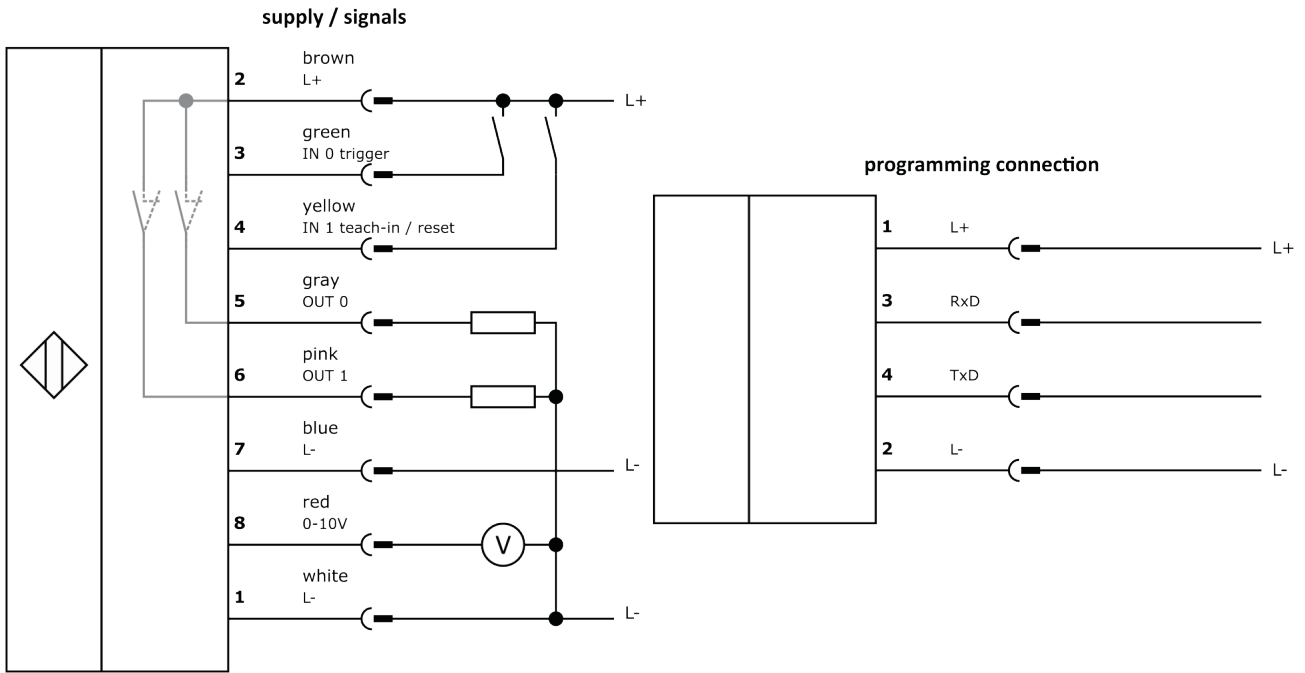 supply / signals
brown
2 L+
L+
green
3 IN 0 trigger
yellow
4 IN 1 teach-in / reset
gray
5 OUT 0
pink
6 OUT 1
blue
7 L-
L-
red
8 0-10V
V
white
1 L-
L-
programming connection
1 L+
L+
3 RxD
4 TxD
2 L-
L-